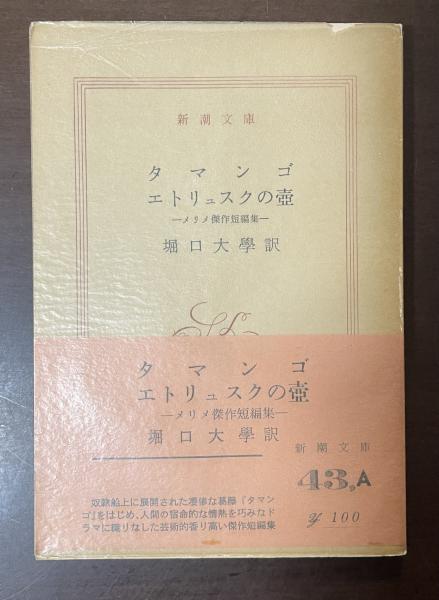 新潮文庫
タマンゴ
エトリュスクの壺
—メリメ傑作短編集—
堀口大學訳
タマンゴ
エトリュスクの壺
—メリメ傑作短編集—
堀口大學訳
新潮文庫
43,A
奴隷船上に展開された凄惨な葛藤『タマン
ゴ』をはじめ、人間の宿命的な情熱を巧みなド
ラマに織りなした芸術的香り高い傑作短編集
¥ 100